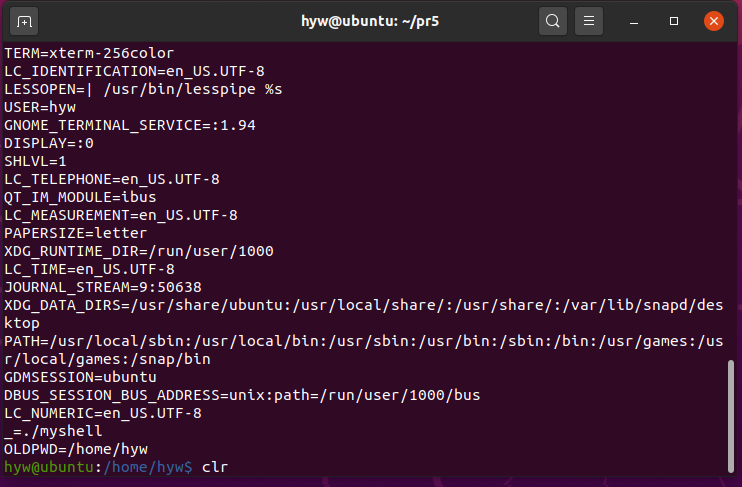 hyw@ubuntu: ~/pr5
TERM=xterm-256color
LC_IDENTIFICATION=en_US.UTF-8
LESSOPEN=| /usr/bin/lesspipe %s
USER=hyw
GNOME_TERMINAL_SERVICE=:1.94
DISPLAY=:0
SHLVL=1
LC_TELEPHONE=en_US.UTF-8
QT_IM_MODULE=ibus
LC_MEASUREMENT=en_US.UTF-8
PAPERSIZE=letter
XDG_RUNTIME_DIR=/run/user/1000
LC_TIME=en_US.UTF-8
JOURNAL_STREAM=9:50638
XDG_DATA_DIRS=/usr/share/ubuntu:/usr/local/share/:/usr/share/:/var/lib/snapd/des
ktop
PATH=/usr/local/sbin:/usr/local/bin:/usr/sbin:/usr/bin:/sbin:/bin:/usr/games:/us
r/local/games:/snap/bin
GDMSESSION=ubuntu
DBUS_SESSION_BUS_ADDRESS=unix:path=/run/user/1000/bus
LC_NUMERIC=en_US.UTF-8
_=./myshell
OLDPWD=/home/hyw
hyw@ubuntu:/home/hyw$ clr